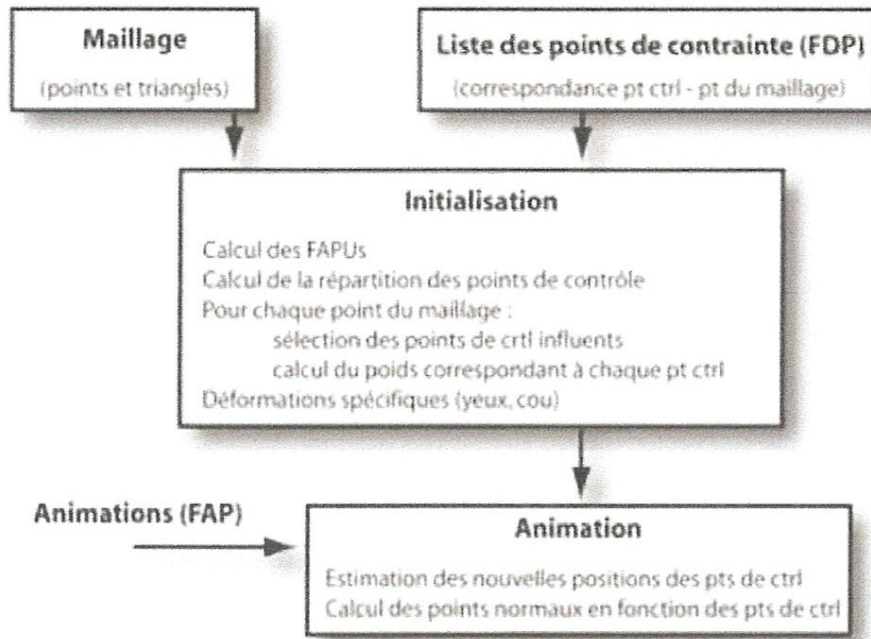 Maillage
(points et triangles)
Liste des points de contrainte (FDP)
(correspondance pt ctrl - pt du maillage)
Initialisation
Calcul des FAPUs
Calcul de la répartition des points de contrôle
Pour chaque point du maillage :
sélection des points de crtl influents
calcul du poids correspondant à chaque pt ctrl
Déformations spécifiques (yeux, cou)
Animations (FAP)
Animation
Estimation des nouvelles positions des pts de ctrl
Calcul des points normaux en fonction des pts de ctrl